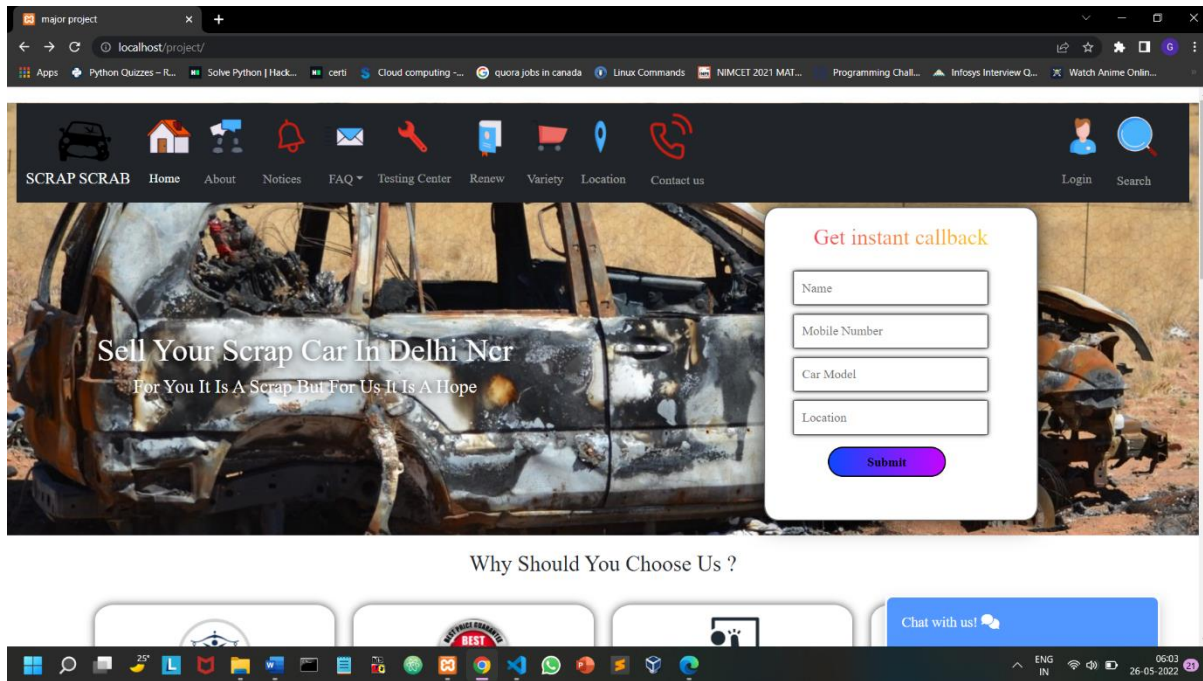 major project
localhost/project/
G
Apps Python Quizzes – R... Solve Python | Hack... certi Cloud computing -... quora jobs in canada Linux Commands NIMCET 2021 MAT... Programming Chall... Infosys Interview Q... Watch Anime Onlin...
SCRAP SCRAB Home About Notices FAQ Testing Center Renew Variety Location Contact us Login Search
Get instant callback
Name
Mobile Number
Car Model
Location
Submit
Sell Your Scrap Car In Delhi Ncr
For You It Is A Scrap But For Us It Is A Hope
Why Should You Choose Us ?
BEST PRICE GUARANTEE
BEST
Chat with us!
25°
ENG
IN
06:03
26-05-2022
21